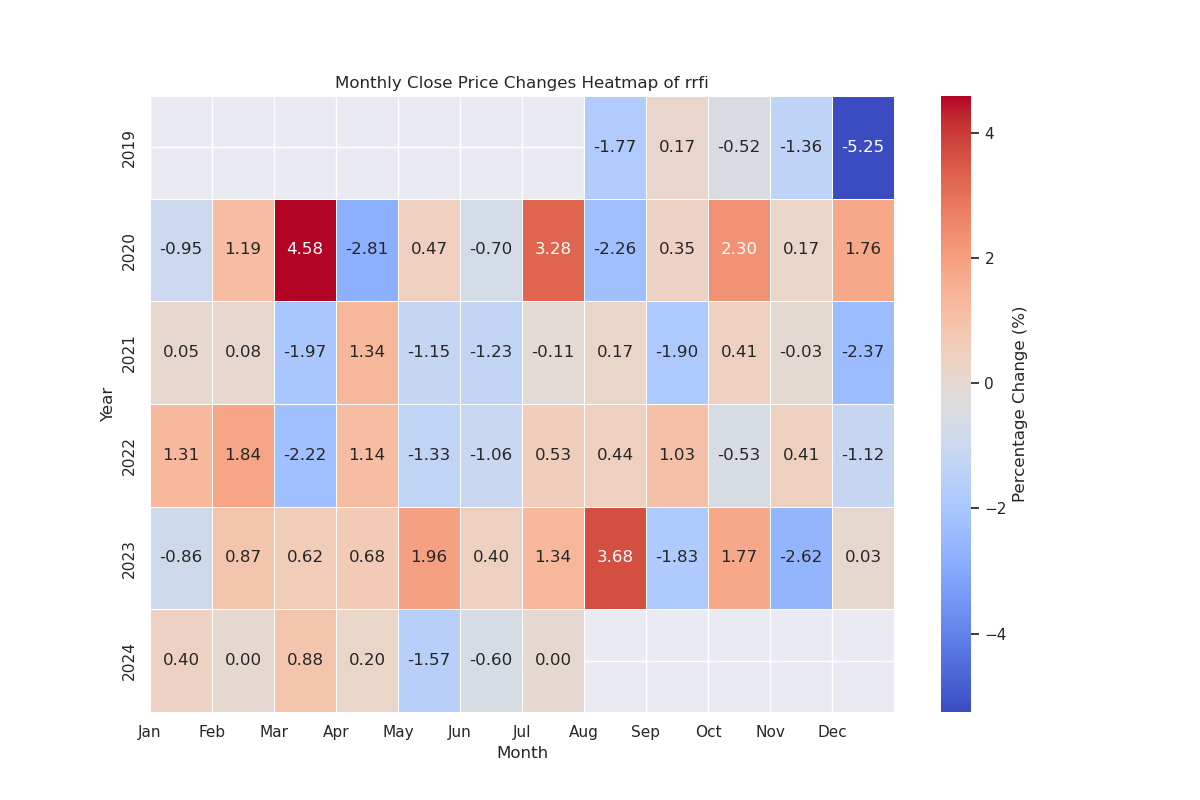 Monthly Close Price Changes Heatmap of rrfi
2019 -1.77 0.17 -0.52 -1.36 -5.25
2020 -0.95 1.19 4.58 -2.81 0.47 -0.70 3.28 -2.26 0.35 2.30 0.17 1.76
2021 0.05 0.08 -1.97 1.34 -1.15 -1.23 -0.11 0.17 -1.90 0.41 -0.03 -2.37
2022 1.31 1.84 -2.22 1.14 -1.33 -1.06 0.53 0.44 1.03 -0.53 0.41 -1.12
2023 -0.86 0.87 0.62 0.68 1.96 0.40 1.34 3.68 -1.83 1.77 -2.62 0.03
2024 0.40 0.00 0.88 0.20 -1.57 -0.60 0.00
Year
Jan Feb Mar Apr May Jun Jul Aug Sep Oct Nov Dec
Month
4
2
0
−2
−4
Percentage Change (%)